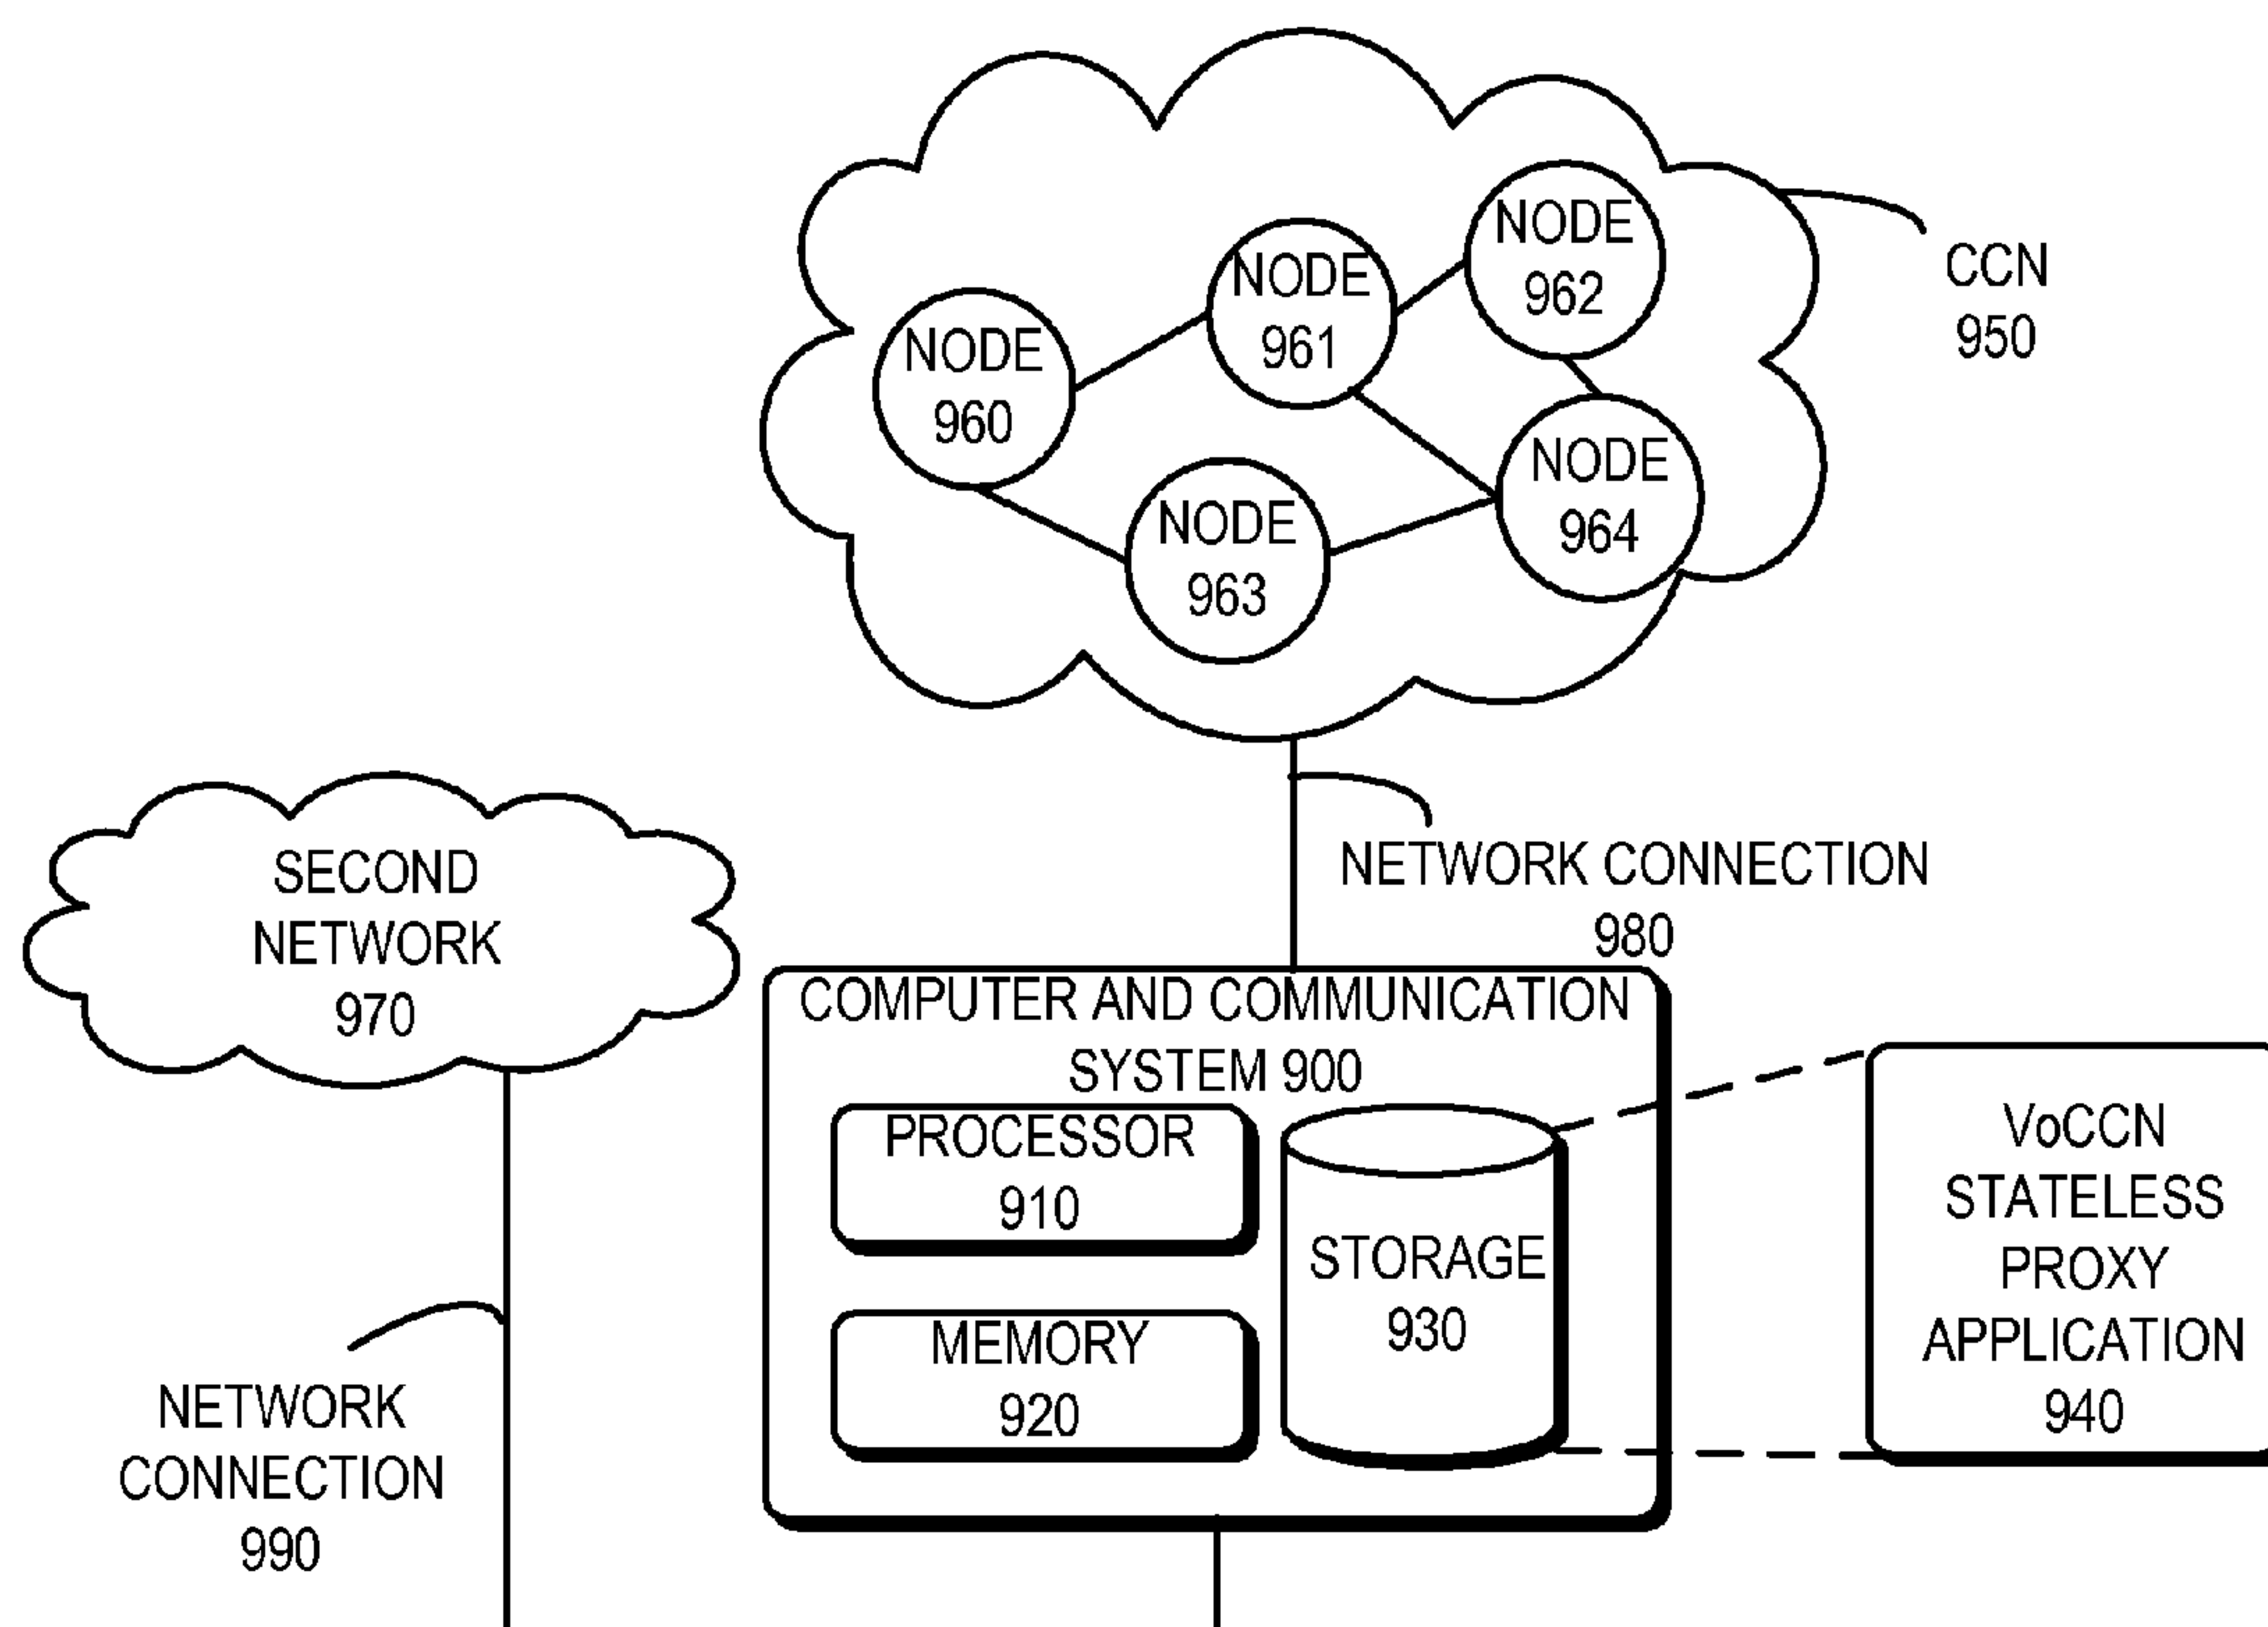 NODE
962
NODE
961
CCN
950
NODE
960
NODE
964
NODE
963
NETWORK CONNECTION
980
SECOND
NETWORK
970
COMPUTER AND COMMUNICATION
SYSTEM 900
PROCESSOR
910
MEMORY
920
STORAGE
930
VoCCN
STATELESS
PROXY
APPLICATION
940
NETWORK
CONNECTION
990